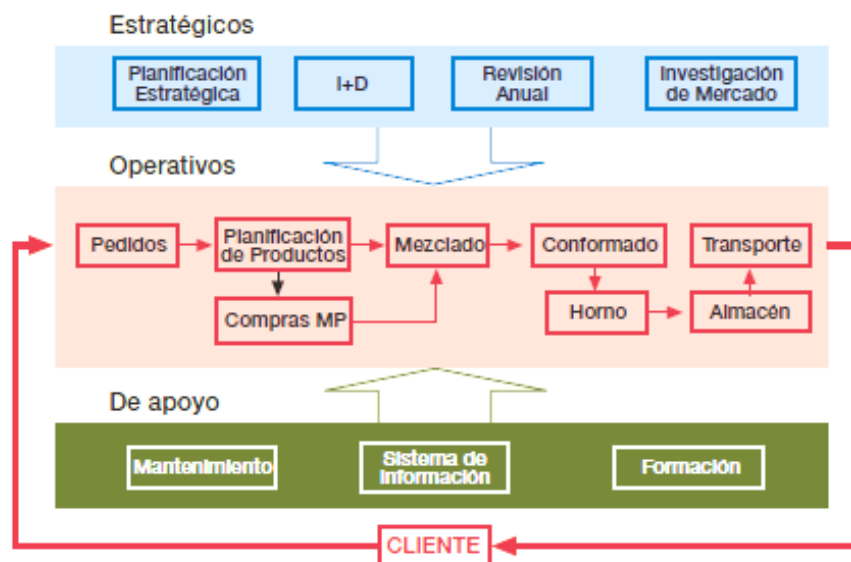 Estratégicos
Planificación
Estratégica
I+D
Revisión
Anual
Investigación
de Mercado
Operativos
Pedidos
Planificación
de Productos
Mezclado
Conformado
Transporte
Compras MP
Horno
Almacén
De apoyo
Mantenimiento
Sistema de
Información
Formación
CLIENTE